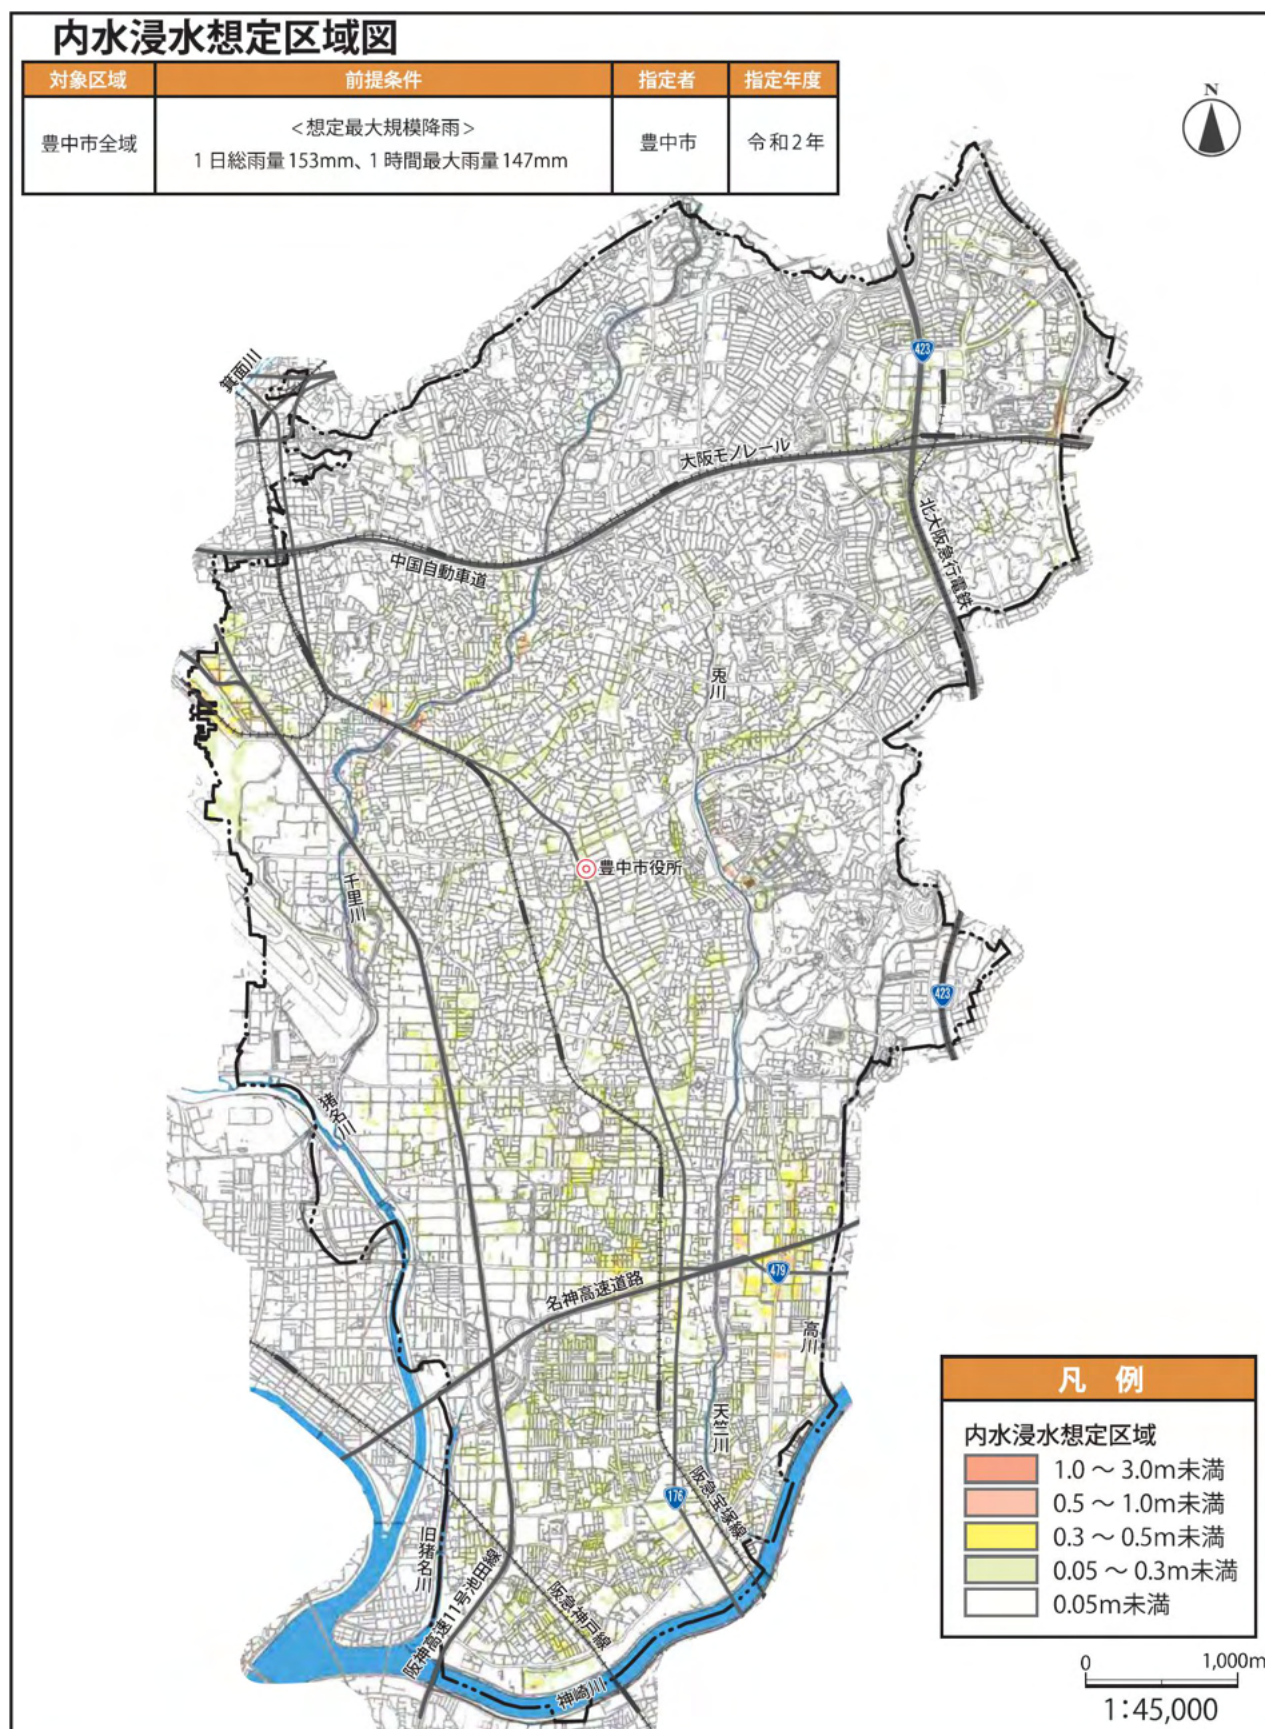 内水浸水想定区域図
対象区域 前提条件 指定者 指定年度
豊中市全域 <想定最大規模降雨> 豊中市 令和2年
1日総雨量153mm、1時間最大雨量147mm
N
423
箕面川
大阪モノレール
中国自動車道
北大阪急行電鉄
兎川
豊中市役所
千里川
423
猪名川
479
名神高速道路
高川
天竺川
176
阪急宝塚線
旧猪名川
阪神高速11号池田線
阪急神戸線
神崎川
凡 例
内水浸水想定区域
1.0～3.0m未満
0.5～1.0m未満
0.3～0.5m未満
0.05～0.3m未満
0.05m未満
0 1,000m
1:45,000